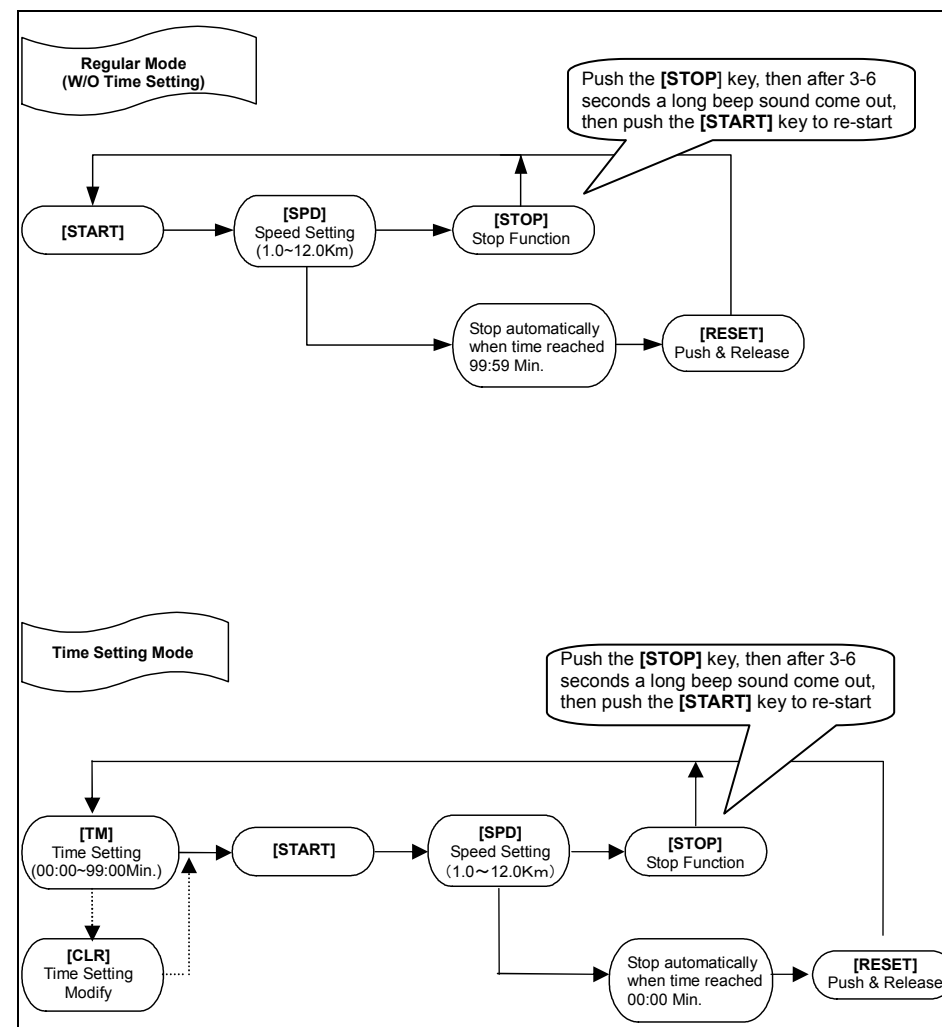 Regular Mode
(W/O Time Setting)
Push the [STOP] key, then after 3-6
seconds a long beep sound come out,
then push the [START] key to re-start
[START]
[SPD]
Speed Setting
(1.0~12.0Km)
[STOP]
Stop Function
Stop automatically
when time reached
99:59 Min.
[RESET]
Push & Release
Time Setting Mode
Push the [STOP] key, then after 3-6
seconds a long beep sound come out,
then push the [START] key to re-start
[TM]
Time Setting
(00:00~99:00Min.)
[START]
[SPD]
Speed Setting
(1.0～12.0Km)
[STOP]
Stop Function
[CLR]
Time Setting
Modify
Stop automatically
when time reached
00:00 Min.
[RESET]
Push & Release